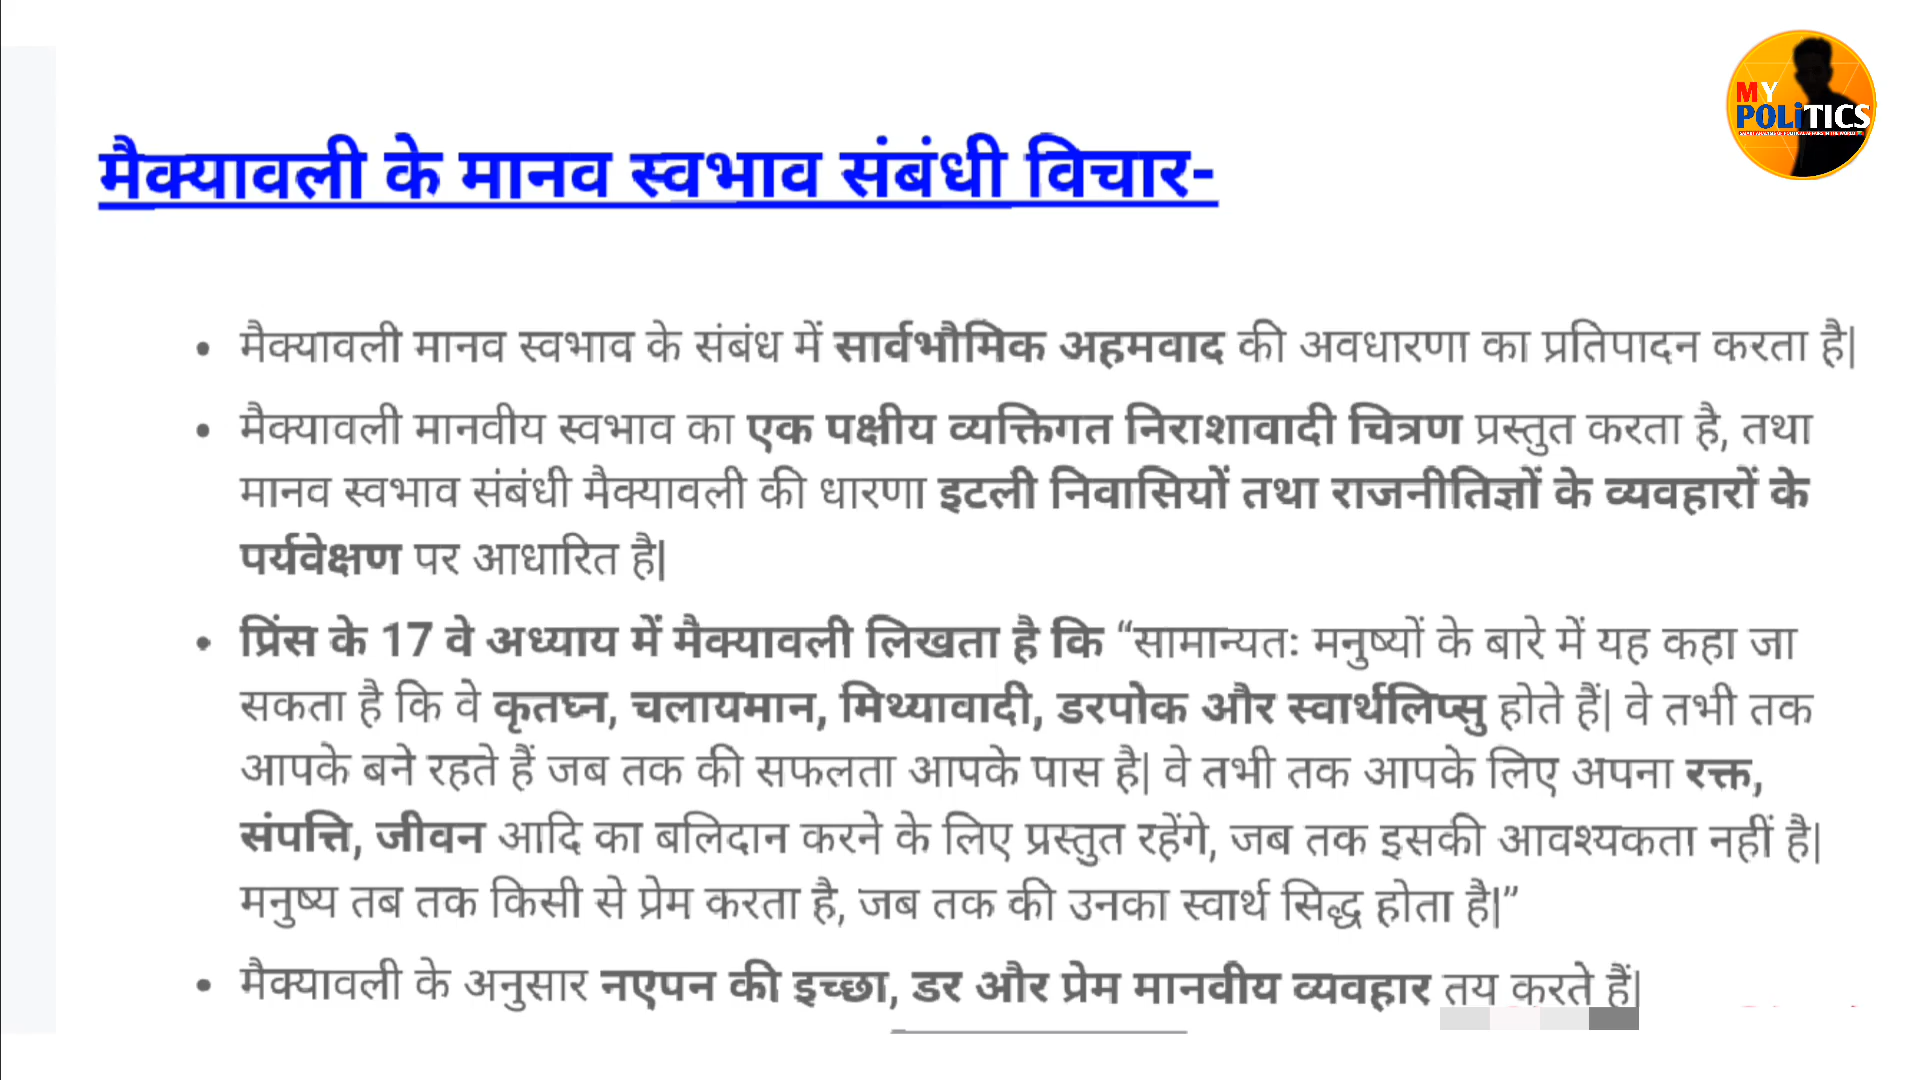 MY
POLiTICS
मैक्यावली के मानव स्वभाव संबंधी विचार-
• मैक्यावली मानव स्वभाव के संबंध में सार्वभौमिक अहमवाद की अवधारणा का प्रतिपादन करता है|
• मैक्यावली मानवीय स्वभाव का एक पक्षीय व्यक्तिगत निराशावादी चित्रण प्रस्तुत करता है, तथा
मानव स्वभाव संबंधी मैक्यावली की धारणा इटली निवासियों तथा राजनीतिज्ञों के व्यवहारों के
पर्यवेक्षण पर आधारित है|
• प्रिंस के 17 वे अध्याय में मैक्यावली लिखता है कि “सामान्यतः मनुष्यों के बारे में यह कहा जा
सकता है कि वे कृतघ्न, चलायमान, मिथ्यावादी, डरपोक और स्वार्थलिप्सु होते हैं| वे तभी तक
आपके बने रहते हैं जब तक की सफलता आपके पास है| वे तभी तक आपके लिए अपना रक्त,
संपत्ति, जीवन आदि का बलिदान करने के लिए प्रस्तुत रहेंगे, जब तक इसकी आवश्यकता नहीं है|
मनुष्य तब तक किसी से प्रेम करता है, जब तक की उनका स्वार्थ सिद्ध होता है|”
• मैक्यावली के अनुसार नएपन की इच्छा, डर और प्रेम मानवीय व्यवहार तय करते हैं|